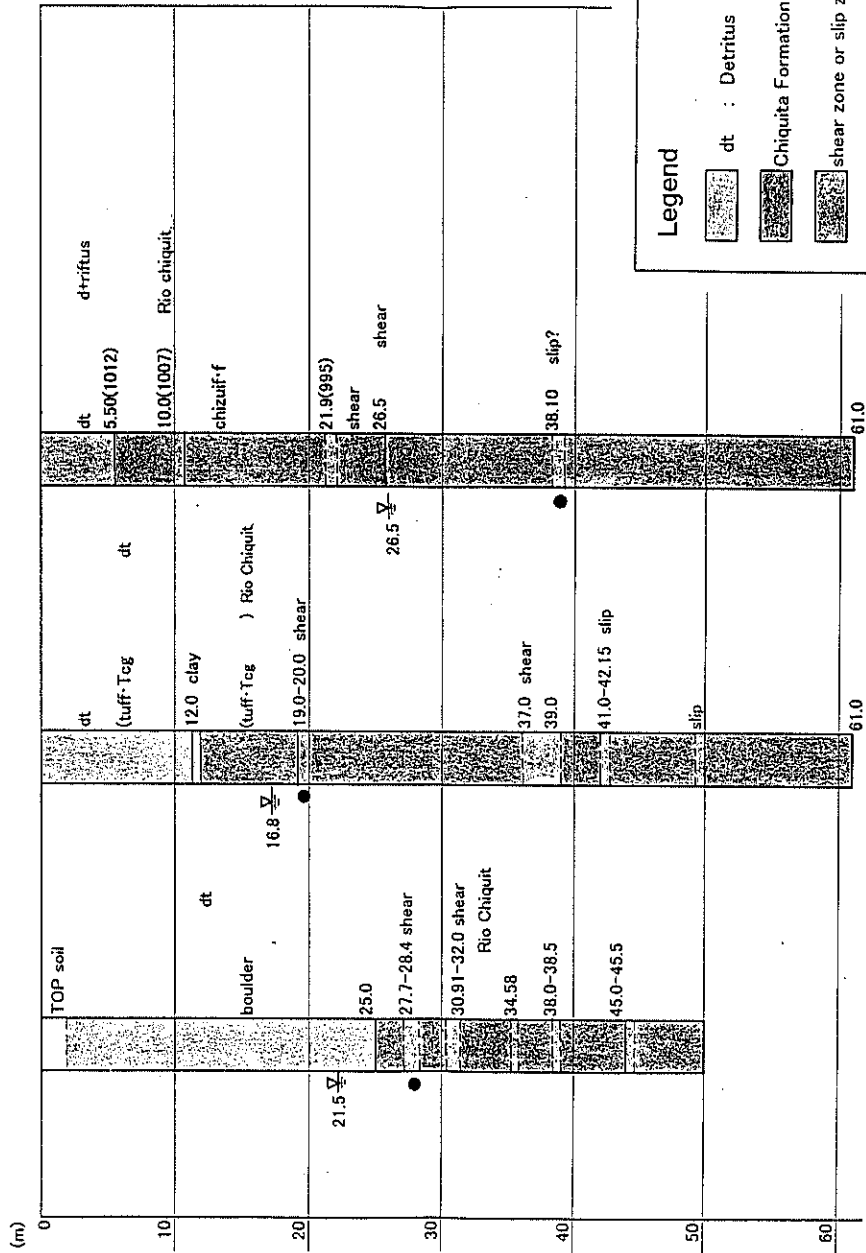 (m)
0
10
20
30
40
50
60
TOP soil
boulder
dt
25.0
27.7-28.4 shear
30.91-32.0 shear
Rio Chiquit
34.58
38.0-38.5
45.0-45.5
21.5
dt
(tuff·Tcg
dt
12.0 clay
(tuff·Tcg ) Rio Chiquit
19.0-20.0 shear
37.0 shear
39.0
41.0-42.15 slip
slip
61.0
16.8
dt
d+riftus
5.50(1012)
10.0(1007) Rio chiquit
chizuif·f
21.9(995)
shear
26.5 shear
38.10 slip?
61.0
26.5
Legend
dt : Detritus
Chiquita Formation
shear zone or slip z